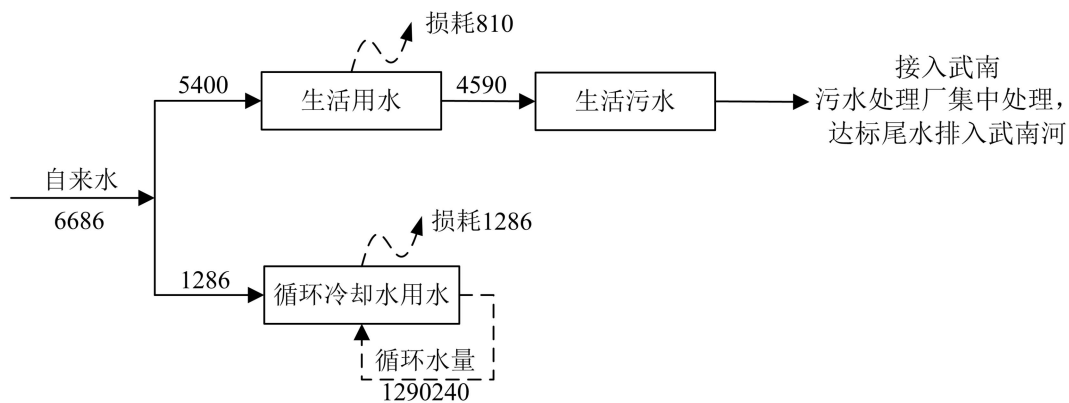 损耗810
5400
生活用水
4590
生活污水
接入武南
污水处理厂集中处理，
达标尾水排入武南河
自来水
6686
损耗1286
1286
循环冷却水用水
循环水量
1290240